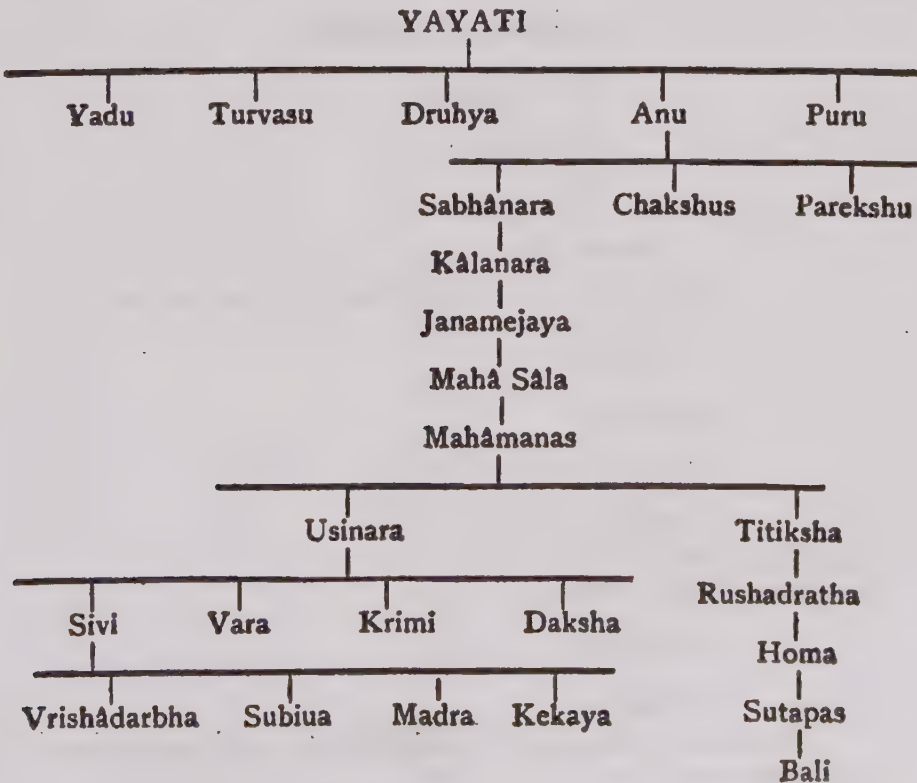 YAYATI
Yadu Turvasu Druhya Anu Puru
Sabhânara Chakshus Parekshu
Kâlanara
Janamejaya
Mahâ Sâla
Mahâmanas
Usinara Titiksha
Rushadratha
Sivi Vara Krimi Daksha
Homa
Vrishâdarbha Subiua Madra Kekaya Sutapas
Bali